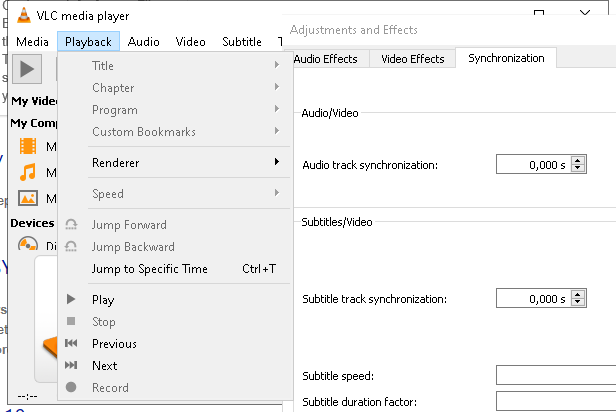 VLC media player
Media Playback Audio Video Subtitle
Adjustments and Effects
Audio Effects Video Effects Synchronization
Title
Chapter
Program
Custom Bookmarks
Renderer
Speed
Jump Forward
Jump Backward
Jump to Specific Time Ctrl+T
Play
Stop
Previous
Next
Record
My Comp
Devices
--:--
Audio/Video
Audio track synchronization: 0,000 s
Subtitles/Video
Subtitle track synchronization: 0,000 s
Subtitle speed:
Subtitle duration factor: